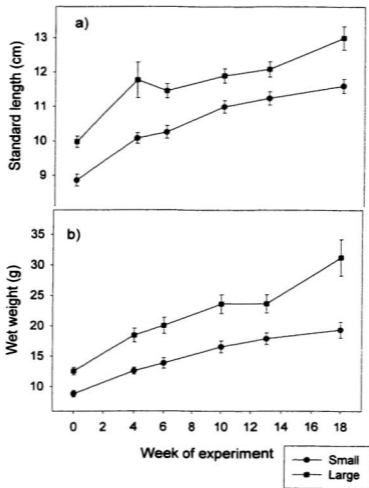 a)
Standard length (cm)
13
12
11
10
9
b)
Wet weight (g)
35
30
25
20
15
10
0 2 4 6 8 10 12 14 16 18
Week of experiment
Small
Large